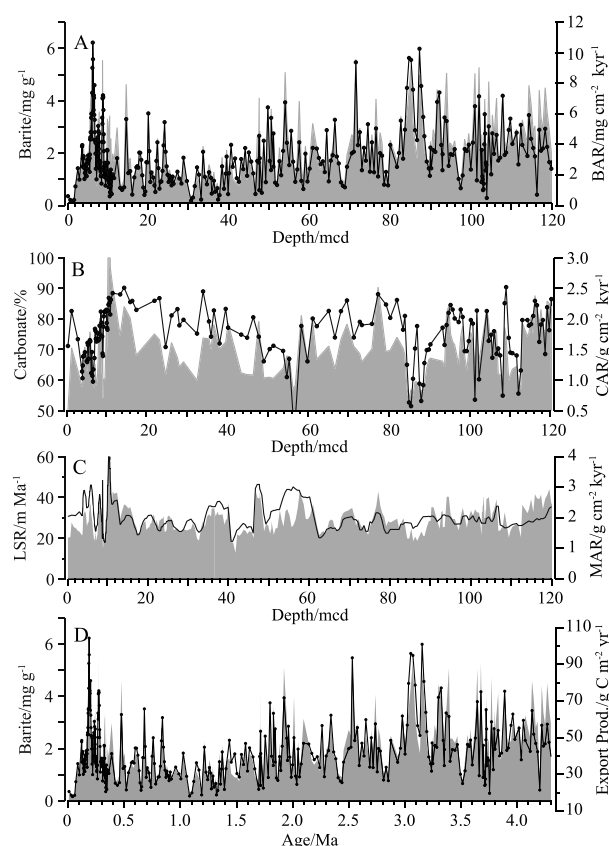 A
Barite/mg g⁻¹
6
4
2
0
BAR/mg cm⁻² kyr⁻¹
12
10
8
6
4
2
0
0 20 40 60 80 100 120
Depth/mcd
B
Carbonate/%
100
90
80
70
60
50
CAR/g cm⁻² kyr⁻¹
3.0
2.5
2.0
1.5
1.0
0.5
0 20 40 60 80 100 120
Depth/mcd
C
LSR/m Ma⁻¹
60
40
20
0
MAR/g cm⁻² kyr⁻¹
4
3
2
1
0
0 20 40 60 80 100 120
Depth/mcd
D
Barite/mg g⁻¹
6
4
2
0
Export Prod./g C m⁻² yr⁻¹
110
90
70
50
30
10
0 0.5 1.0 1.5 2.0 2.5 3.0 3.5 4.0
Age/Ma